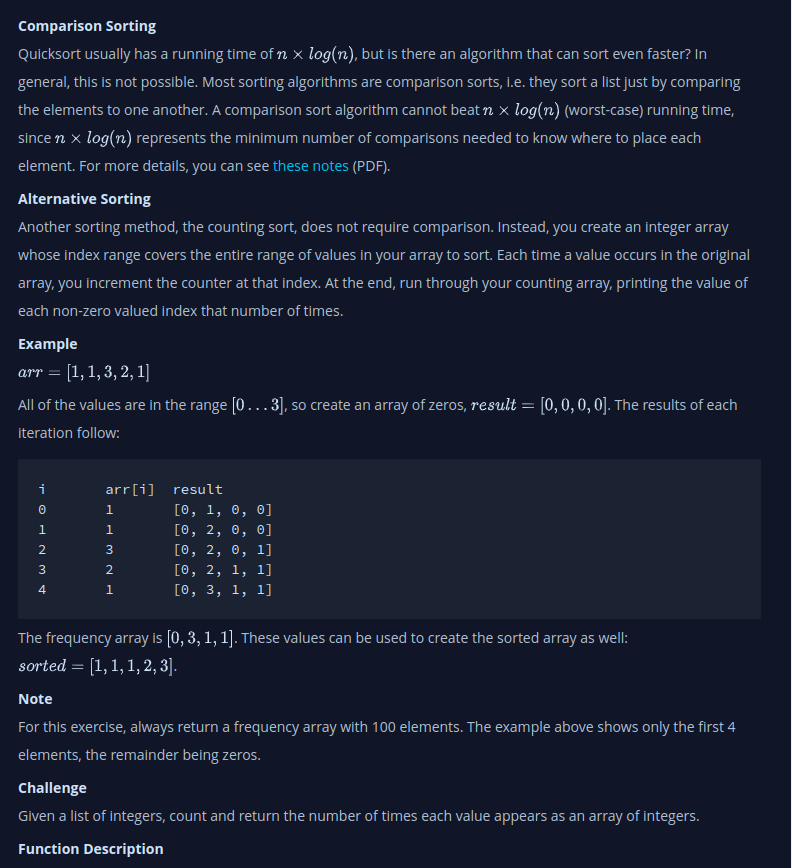 Comparison Sorting
Quicksort usually has a running time of n × log(n), but is there an algorithm that can sort even faster? In
general, this is not possible. Most sorting algorithms are comparison sorts, i.e. they sort a list just by comparing
the elements to one another. A comparison sort algorithm cannot beat n × log(n) (worst-case) running time,
since n × log(n) represents the minimum number of comparisons needed to know where to place each
element. For more details, you can see these notes (PDF).
Alternative Sorting
Another sorting method, the counting sort, does not require comparison. Instead, you create an integer array
whose index range covers the entire range of values in your array to sort. Each time a value occurs in the original
array, you increment the counter at that index. At the end, run through your counting array, printing the value of
each non-zero valued index that number of times.
Example
arr = [1, 1, 3, 2, 1]
All of the values are in the range [0 . . . 3], so create an array of zeros, result = [0, 0, 0, 0]. The results of each
iteration follow:
i arr[i] result
0 1 [0, 1, 0, 0]
1 1 [0, 2, 0, 0]
2 3 [0, 2, 0, 1]
3 2 [0, 2, 1, 1]
4 1 [0, 3, 1, 1]
The frequency array is [0, 3, 1, 1]. These values can be used to create the sorted array as well:
sorted = [1, 1, 1, 2, 3].
Note
For this exercise, always return a frequency array with 100 elements. The example above shows only the first 4
elements, the remainder being zeros.
Challenge
Given a list of integers, count and return the number of times each value appears as an array of integers.
Function Description